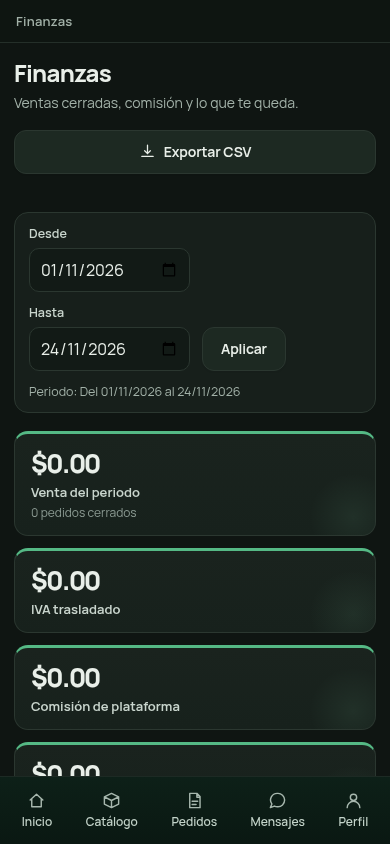 Finanzas
Finanzas
Ventas cerradas, comisión y lo que te queda.
Exportar CSV
Desde
01/11/2026
Hasta
24/11/2026
Aplicar
Periodo: Del 01/11/2026 al 24/11/2026
$0.00
Venta del periodo
0 pedidos cerrados
$0.00
IVA trasladado
$0.00
Comisión de plataforma
$0.00
Inicio
Catálogo
Pedidos
Mensajes
Perfil